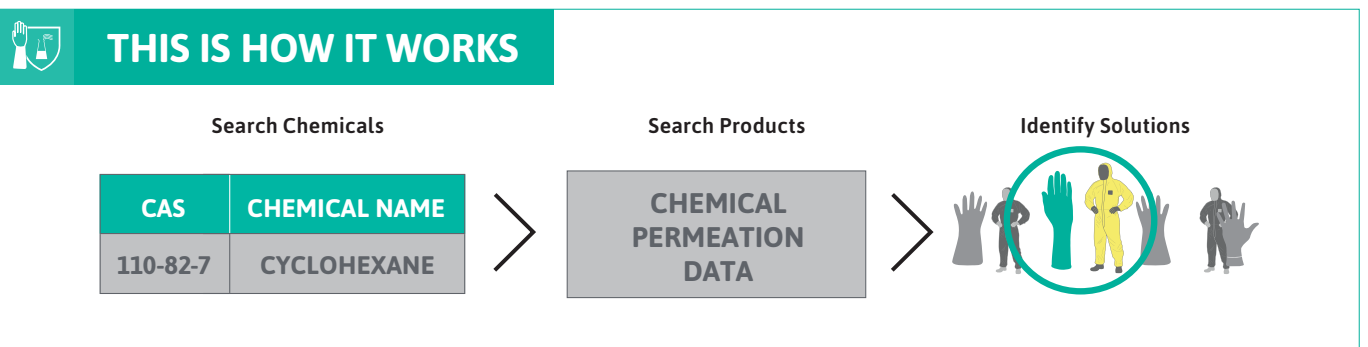 THIS IS HOW IT WORKS
Search Chemicals
CAS
CHEMICAL NAME
110-82-7
CYCLOHEXANE
Search Products
CHEMICAL
PERMEATION
DATA
Identify Solutions